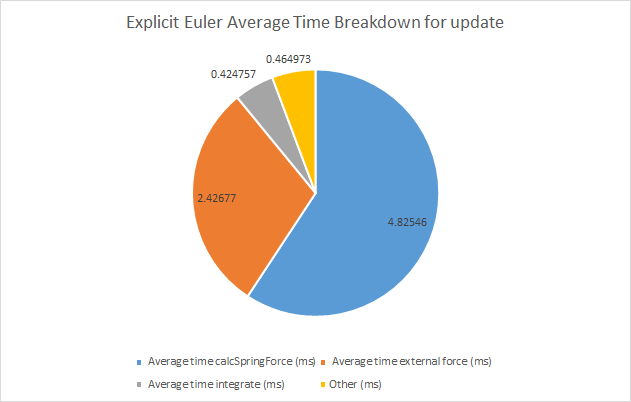 Explicit Euler Average Time Breakdown for update
0.464973
0.424757
2.42677
4.82546
Average time calcSpringForce (ms)
Average time external force (ms)
Average time integrate (ms)
Other (ms)